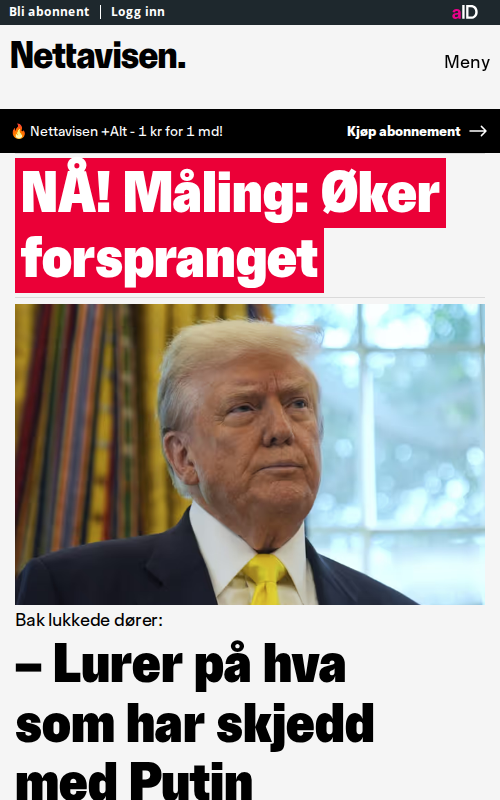 Bli abonnent | Logg inn
aID
Nettavisen.
Meny
🔥 Nettavisen +Alt - 1 kr for 1 md!
Kjøp abonnement →
NÅ! Måling: Øker
forspranget
Bak lukkede dører:
– Lurer på hva
som har skjedd
med Putin